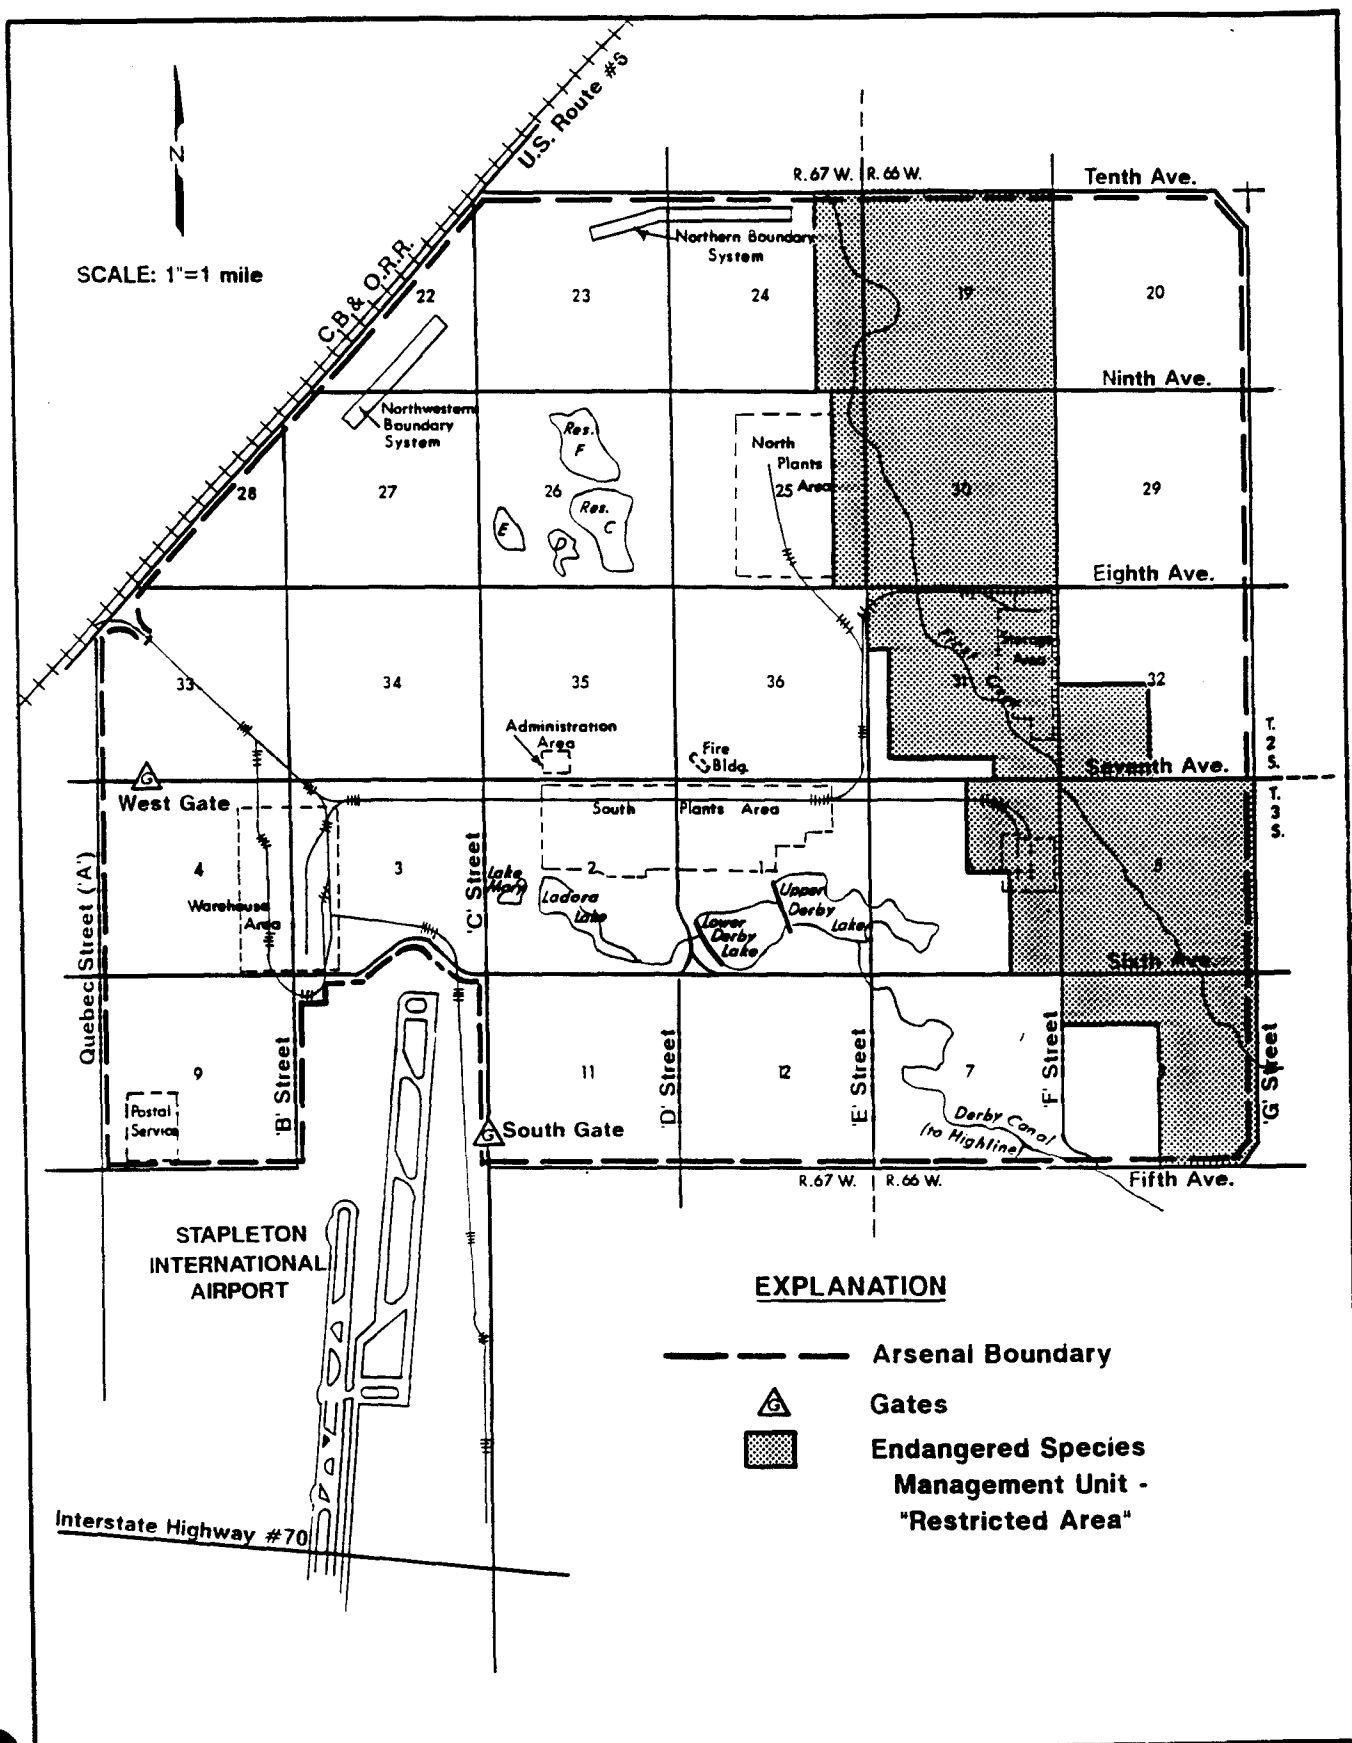 U.S. Route #6
R.67 W. R.66 W.
Tenth Ave.
N
Northern Boundary
System
SCALE: 1"=1 mile
C.B.& Q.R.R.
22
23
24
19
20
Ninth Ave.
Northwestern
Boundary
System
Res.
F
North
Plants
Area
28
27
26
25
30
29
Res.
C
E
D
Eighth Ave.
First Creek
Storage
Area
33
34
35
36
31
32
Administration
Area
Fire
Bldg.
T.
2
S.
Seventh Ave.
G
West Gate
South Plants Area
T.
3
S.
Quebec Street ('A')
'C' Street
4
3
2
1
Lake
Mary
Ladora
Lake
Upper
Derby
Lake
Lower
Derby
Lake
Warehouse
Area
Sixth Ave.
9
'B' Street
11
'D' Street
12
'E' Street
7
'F' Street
'G' Street
Postal
Service
G
South Gate
Derby Canal
(to Highline)
R.67 W. R.66 W.
Fifth Ave.
STAPLETON
INTERNATIONAL
AIRPORT
EXPLANATION
Arsenal Boundary
G
Gates
Endangered Species
Management Unit -
"Restricted Area"
Interstate Highway #70